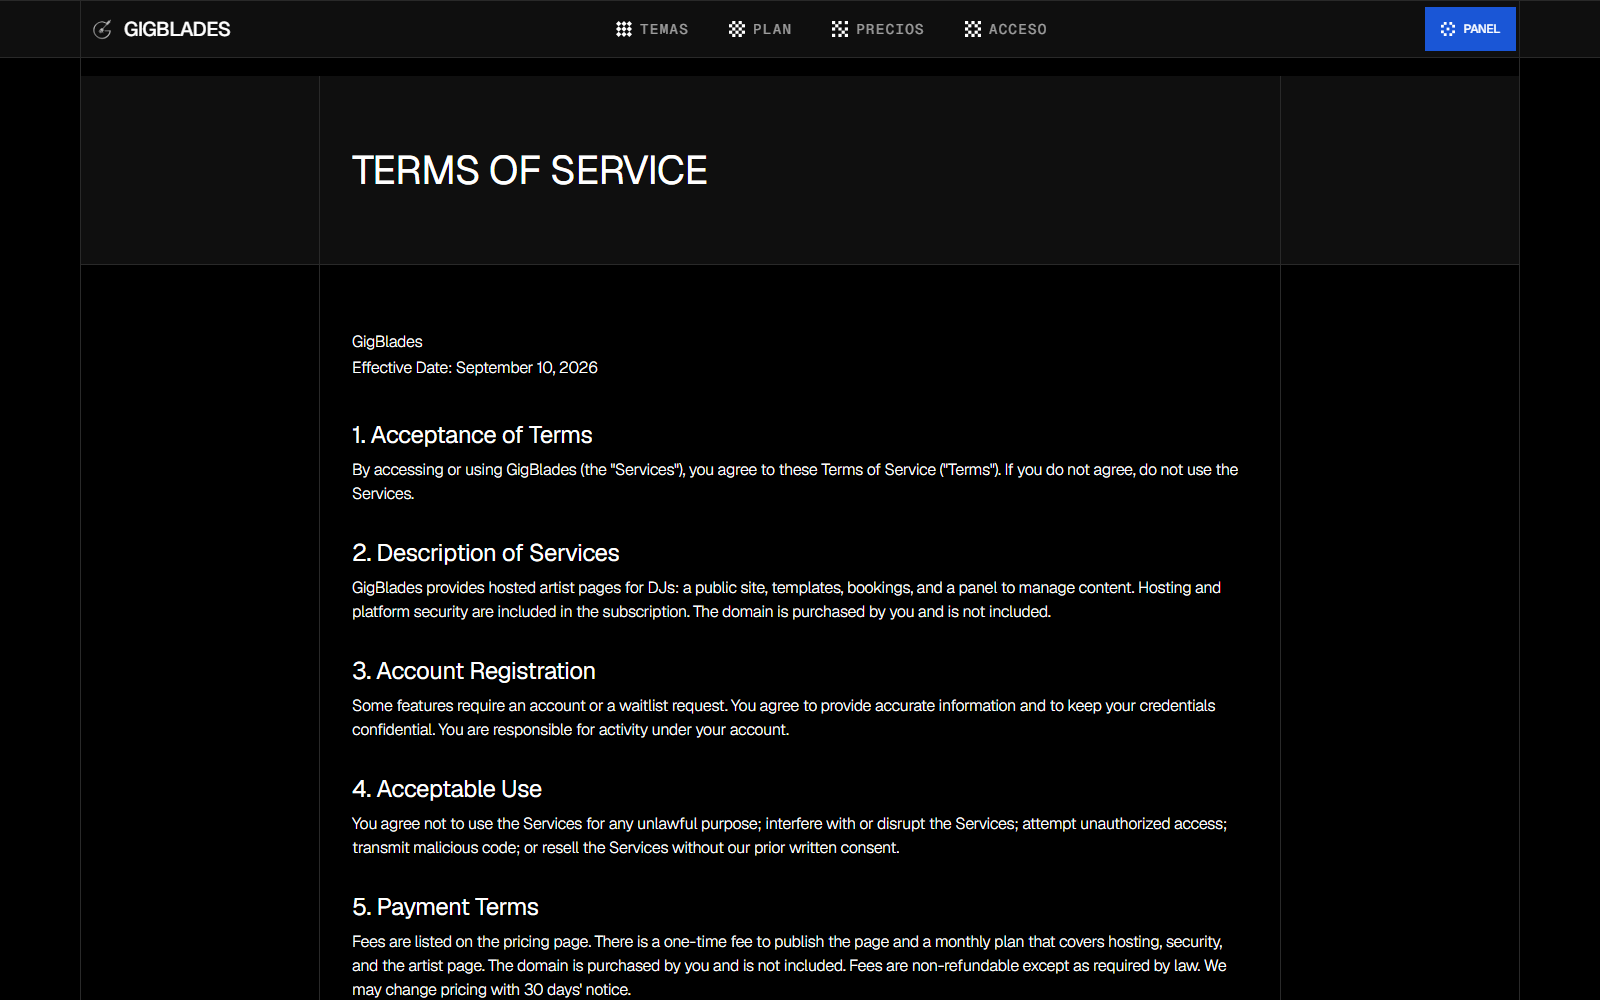 GIGBLADES
TEMAS
PLAN
PRECIOS
ACCESO
PANEL
TERMS OF SERVICE
GigBlades
Effective Date: September 10, 2026
1. Acceptance of Terms
By accessing or using GigBlades (the "Services"), you agree to these Terms of Service ("Terms"). If you do not agree, do not use the
Services.
2. Description of Services
GigBlades provides hosted artist pages for DJs: a public site, templates, bookings, and a panel to manage content. Hosting and
platform security are included in the subscription. The domain is purchased by you and is not included.
3. Account Registration
Some features require an account or a waitlist request. You agree to provide accurate information and to keep your credentials
confidential. You are responsible for activity under your account.
4. Acceptable Use
You agree not to use the Services for any unlawful purpose; interfere with or disrupt the Services; attempt unauthorized access;
transmit malicious code; or resell the Services without our prior written consent.
5. Payment Terms
Fees are listed on the pricing page. There is a one-time fee to publish the page and a monthly plan that covers hosting, security,
and the artist page. The domain is purchased by you and is not included. Fees are non-refundable except as required by law. We
may change pricing with 30 days' notice.